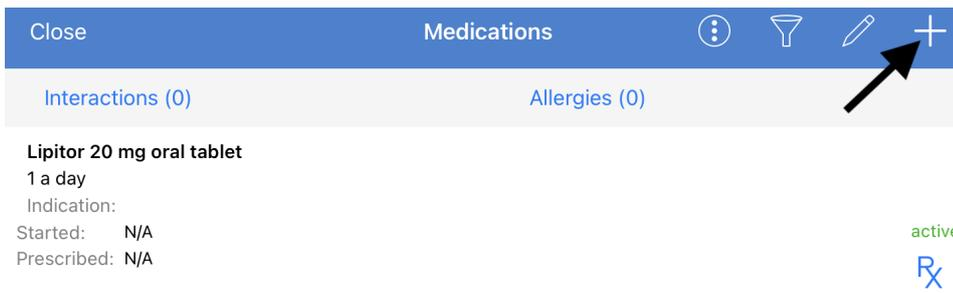 Close Medications
Interactions (0) Allergies (0)
Lipitor 20 mg oral tablet
1 a day
Indication:
Started: N/A
active
Prescribed: N/A
Rx